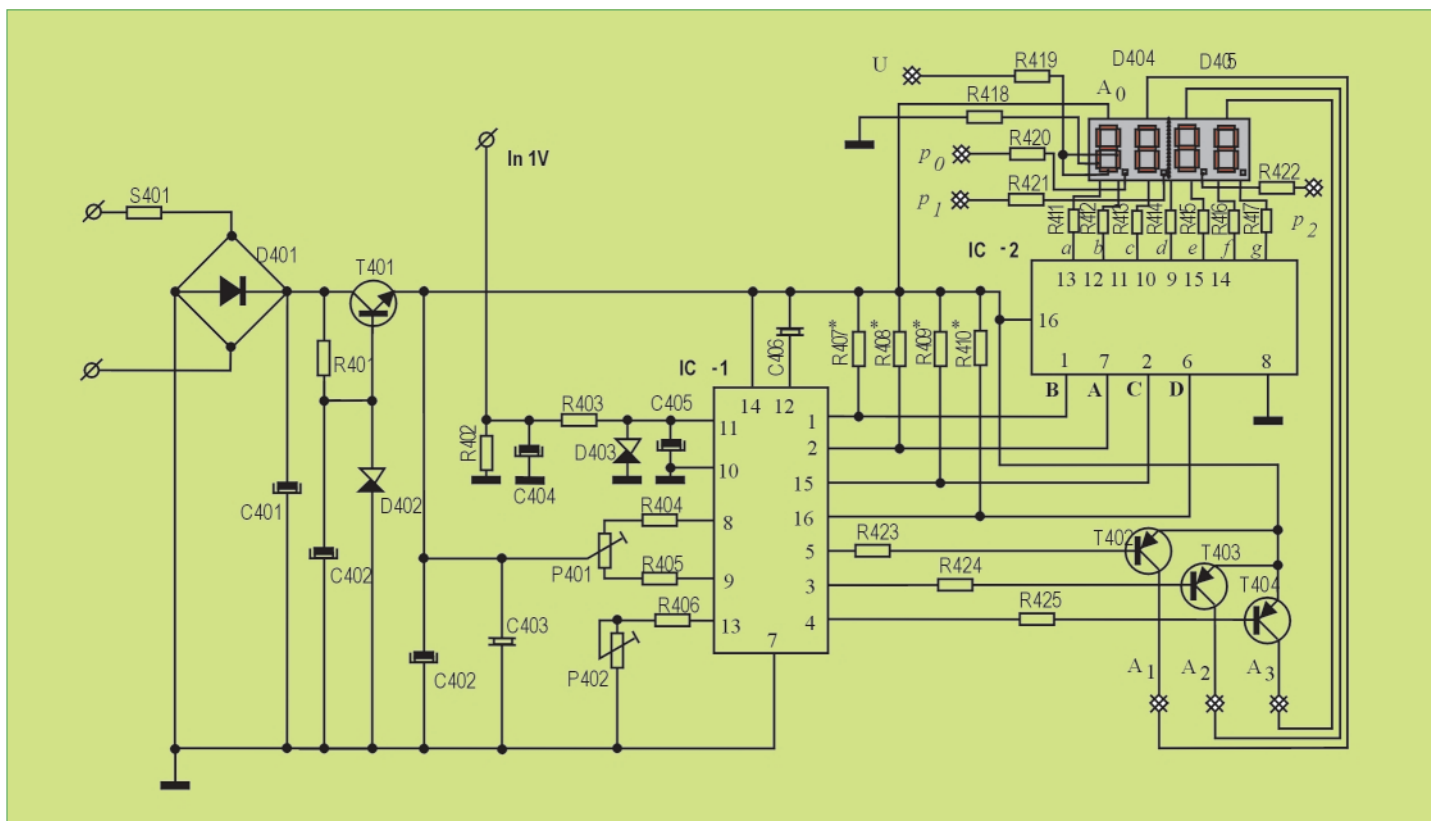 U
R419
D404
D405
A0
R418
In 1V
p0
R420
R422
p1
R421
p2
S401
R411
R412
R413
R414
R415
R416
R417
a
b
c
d
e
f
g
IC -2
D401
T401
13
12
11
10
9
15
14
16
1
7
2
6
8
B
A
C
D
R407*
R408*
R409*
R410*
C406
R401
IC -1
14
12
R403
C405
R402
11
1
D403
2
10
C404
15
R404
8
16
D402
C401
5
R423
T402
T403
P401
R405
9
3
R424
T404
C402
R406
13
4
R425
C403
7
P402
C402
A1
A2
A3